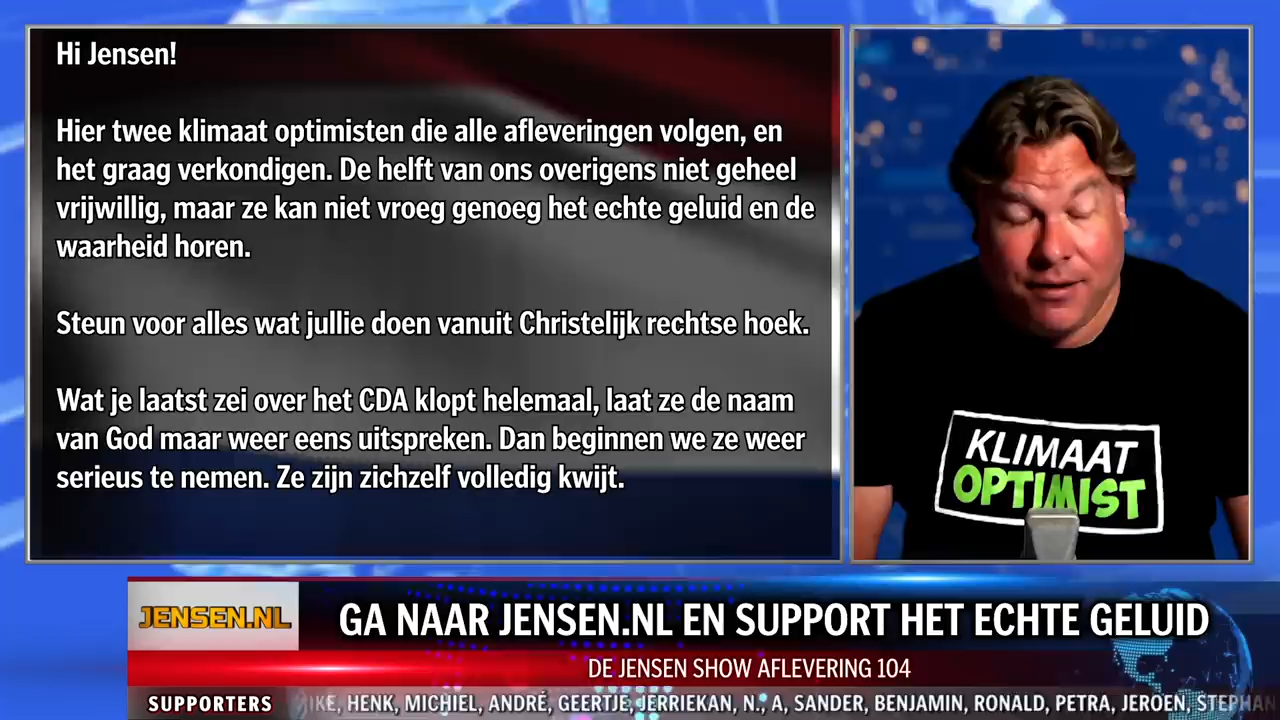 Hi Jensen!
Hier twee klimaat optimisten die alle afleveringen volgen, en
het graag verkondigen. De helft van ons overigens niet geheel
vrijwillig, maar ze kan niet vroeg genoeg het echte geluid en de
waarheid horen.
Steun voor alles wat jullie doen vanuit Christelijk rechtse hoek.
Wat je laatst zei over het CDA klopt helemaal, laat ze de naam
van God maar weer eens uitspreken. Dan beginnen we ze weer
serieus te nemen. Ze zijn zichzelf volledig kwijt.
KLIMAAT
OPTIMIST
JENSEN.NL
GA NAAR JENSEN.NL EN SUPPORT HET ECHTE GELUID
DE JENSEN SHOW AFLEVERING 104
SUPPORTERS
HENK, MICHIEL, ANDRÉ, GEERTJE, JERRIEKAN, N., A, SANDER, BENJAMIN, RONALD, PETRA, JEROEN,